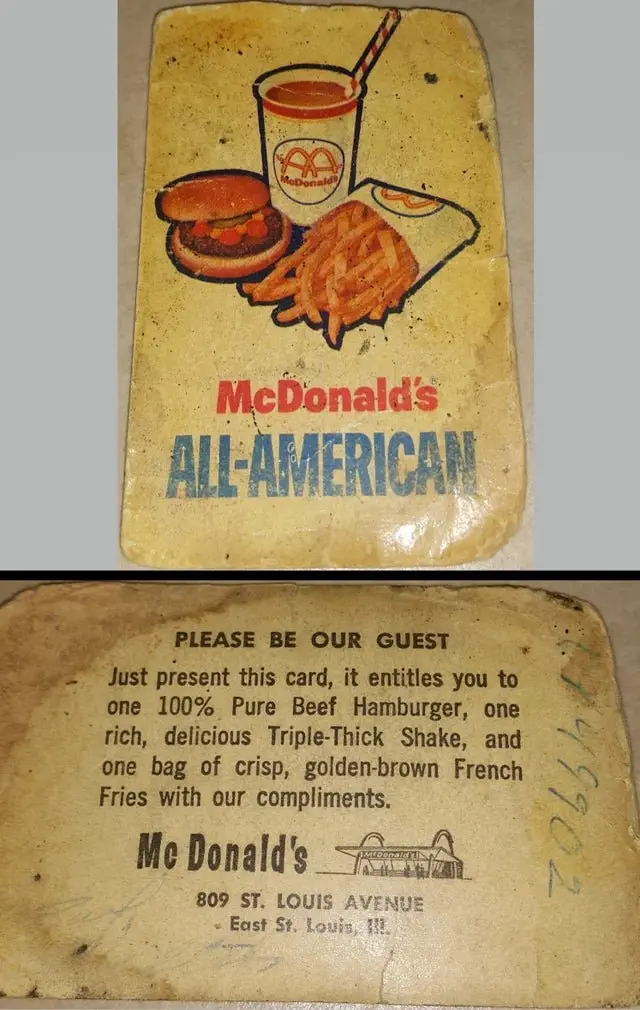 McDonald's
McDonald's
ALL-AMERICAN
PLEASE BE OUR GUEST
Just present this card, it entitles you to
one 100% Pure Beef Hamburger, one
rich, delicious Triple-Thick Shake, and
one bag of crisp, golden-brown French
Fries with our compliments.
Mc Donald's
McDonald's
809 ST. LOUIS AVENUE
East St. Louis, Ill.